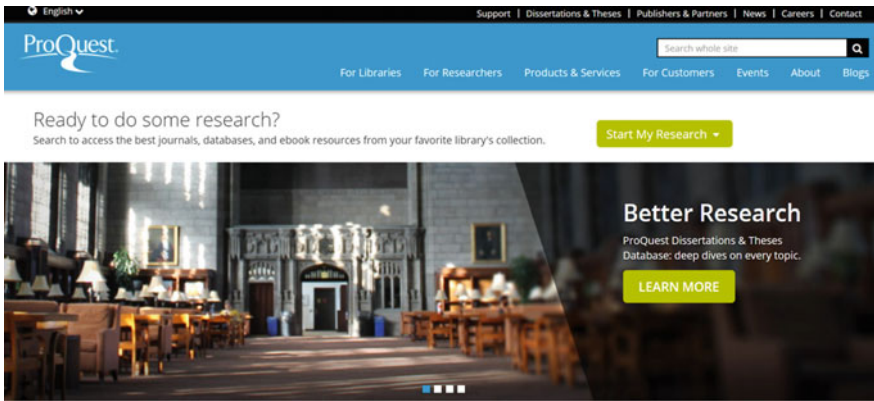 English
Support | Dissertations & Theses | Publishers & Partners | News | Careers | Contact
ProQuest.
Search whole site
For Libraries For Researchers Products & Services For Customers Events About Blogs
Ready to do some research?
Search to access the best journals, databases, and ebook resources from your favorite library's collection.
Start My Research
Better Research
ProQuest Dissertations & Theses
Database: deep dives on every topic.
LEARN MORE